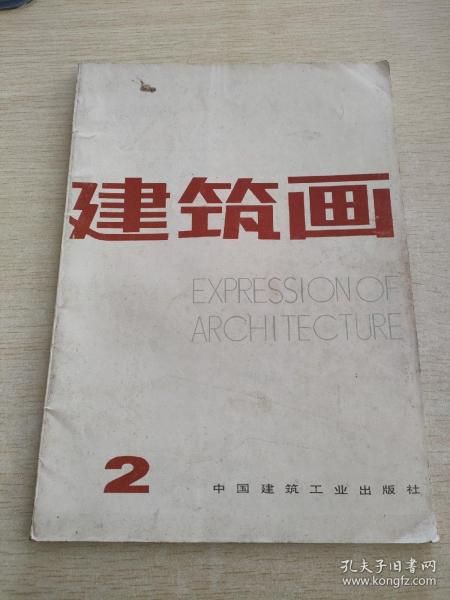 建筑画
EXPRESSION OF
ARCHITECTURE
2
中国建筑工业出版社
孔夫子旧书网
www.kongfz.com